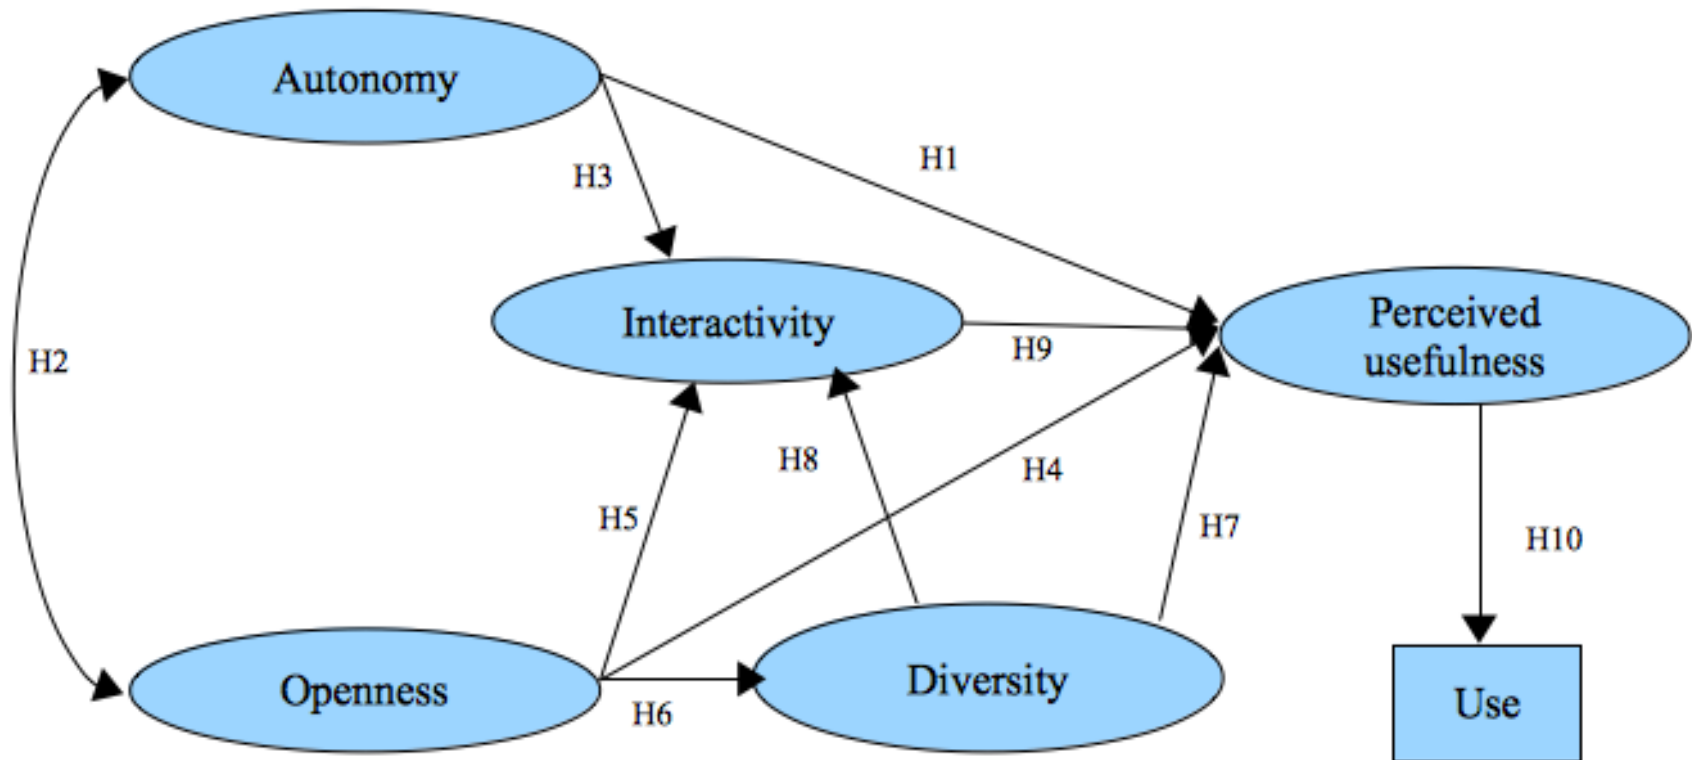 Autonomy
H1
H3
Interactivity
Perceived
usefulness
H9
H2
H8
H4
H5
H7
H10
Openness
Diversity
H6
Use